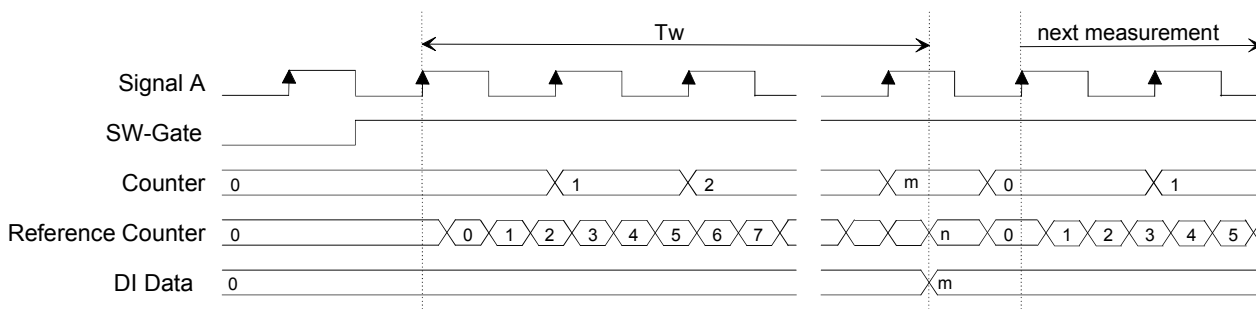 Tw
next measurement
Signal A
SW-Gate
Counter 0 1 2 m 0 1
Reference Counter 0 0 1 2 3 4 5 6 7 n 0 1 2 3 4 5
DI Data 0 m